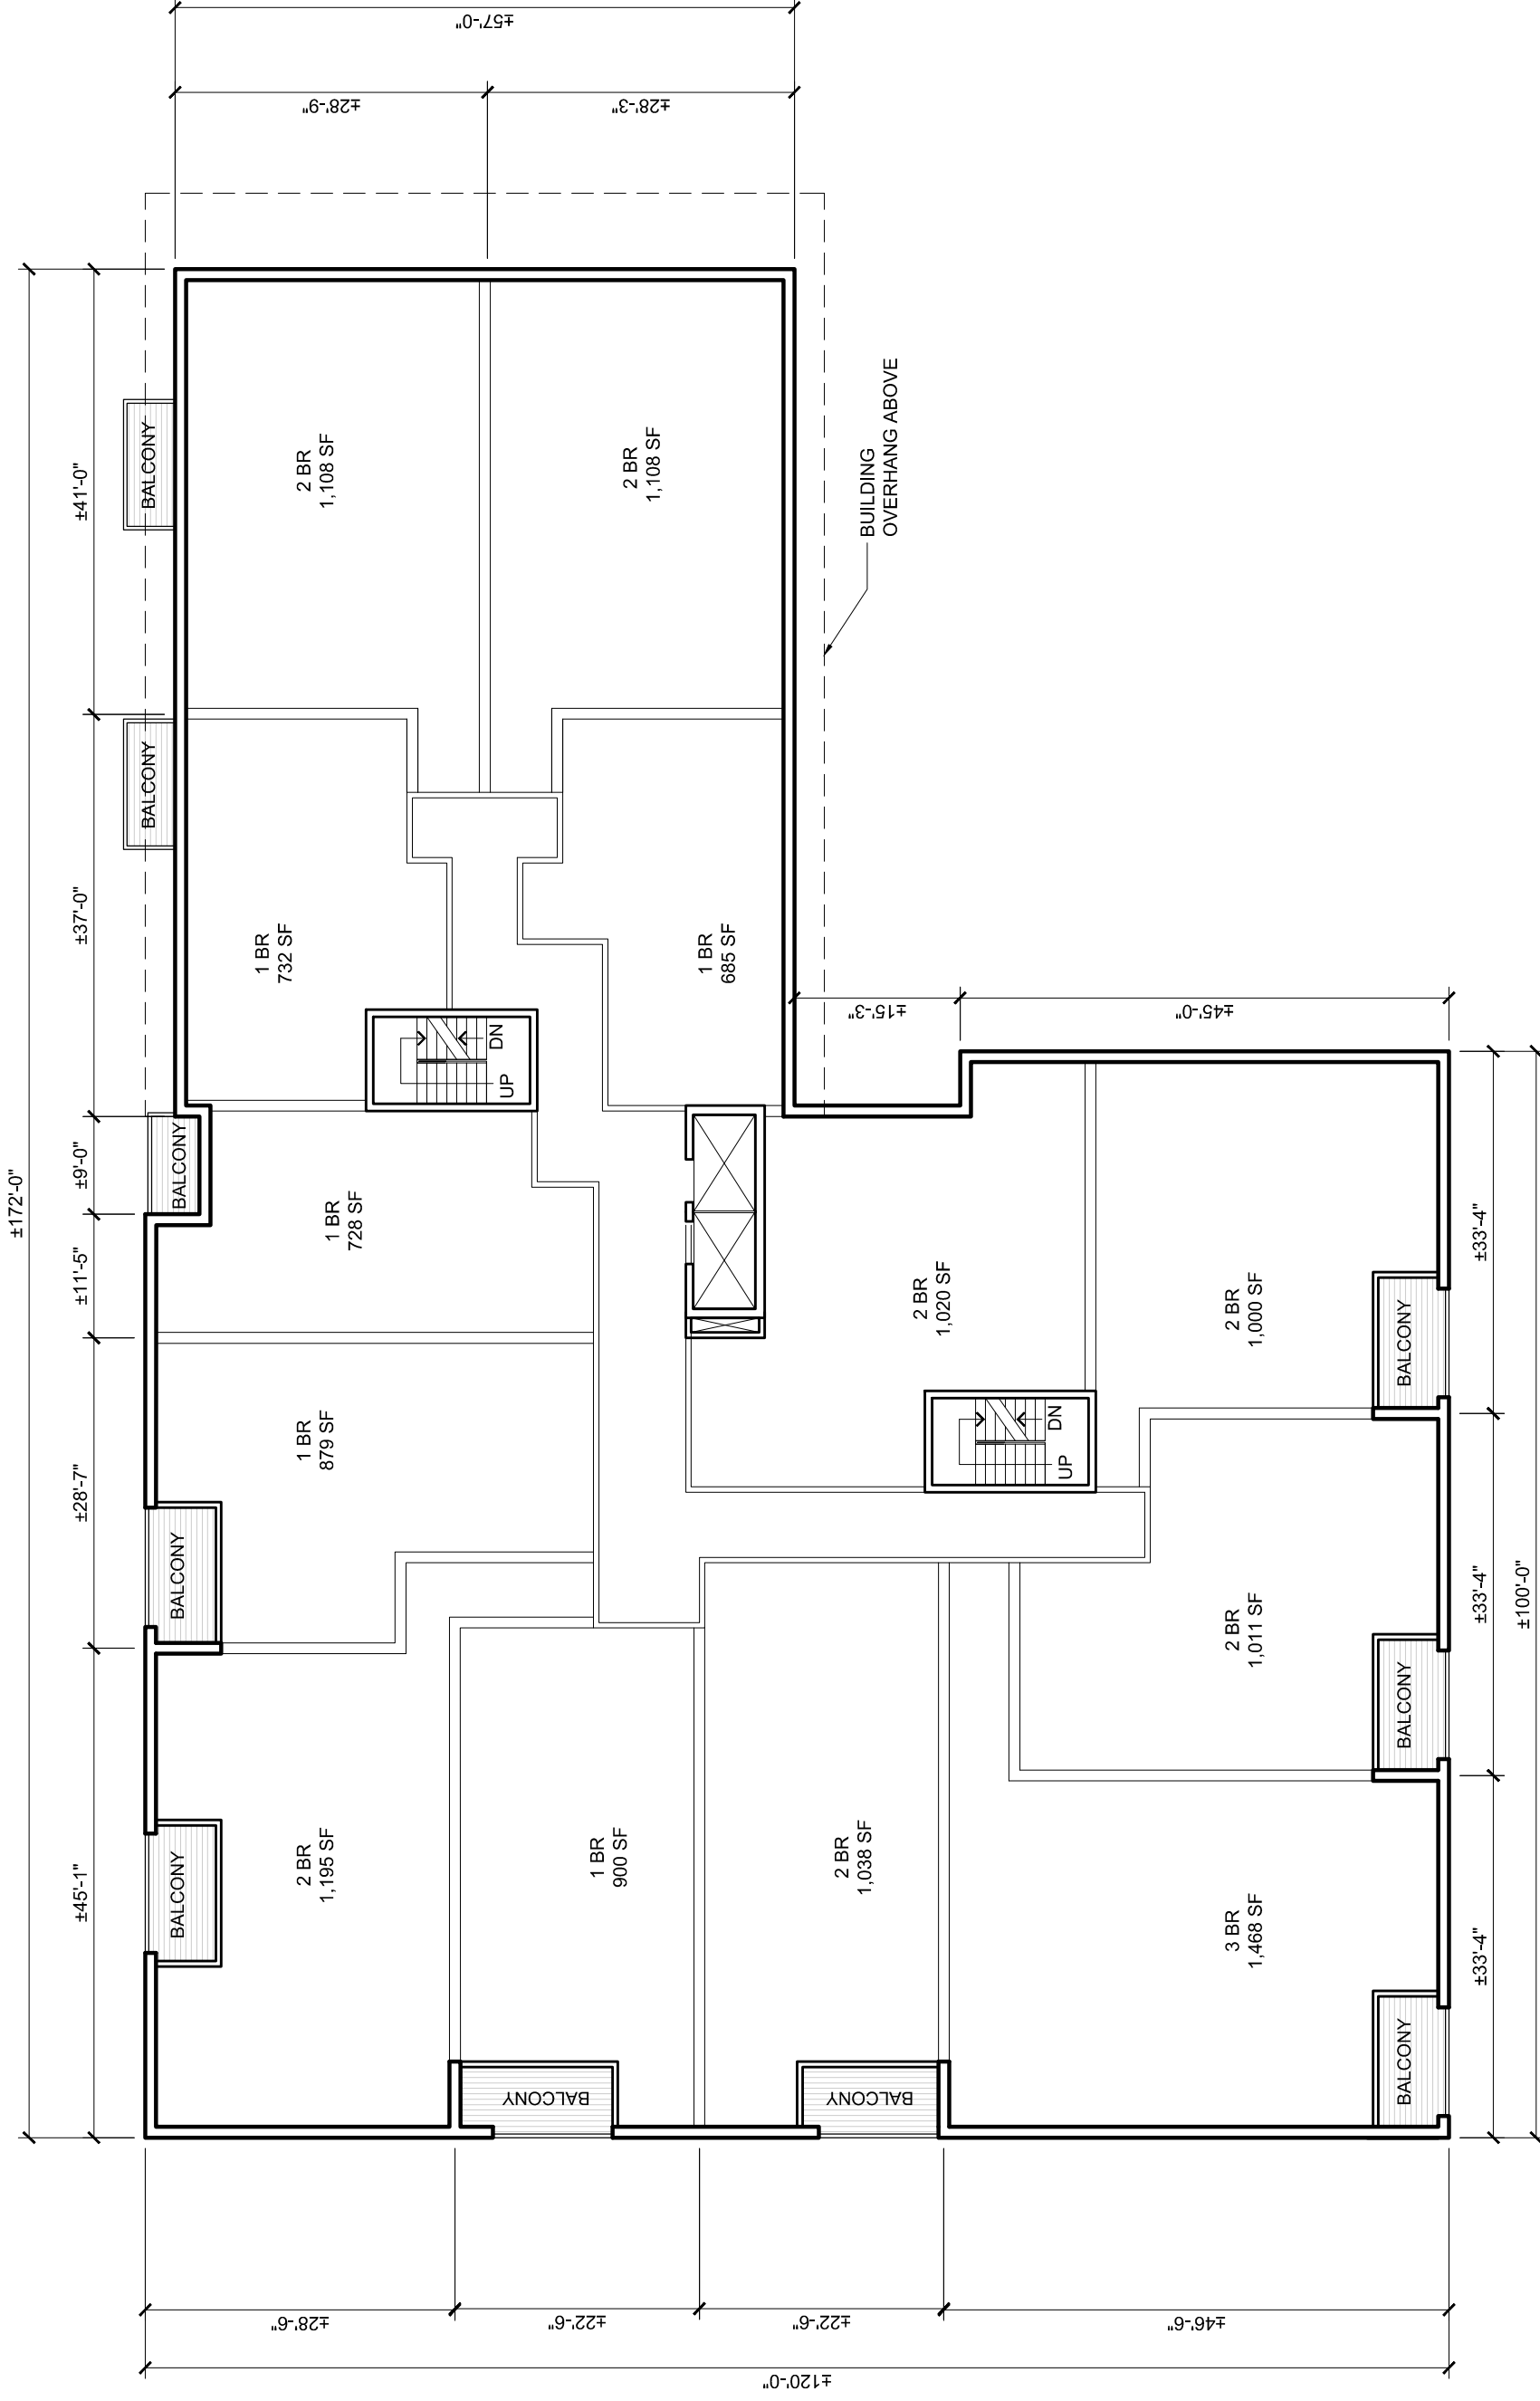 ±172'-0"
±45'-1"
±28'-7"
±11'-5"
±9'-0"
±37'-0"
±41'-0"
BALCONY
BALCONY
BALCONY
BALCONY
BALCONY
±57'-0"
±28'-9"
±28'-3"
2 BR
1,195 SF
1 BR
879 SF
1 BR
728 SF
1 BR
732 SF
2 BR
1,108 SF
2 BR
1,108 SF
UP
DN
1 BR
685 SF
1 BR
900 SF
BALCONY
2 BR
1,038 SF
BALCONY
2 BR
1,020 SF
UP
DN
BUILDING
OVERHANG ABOVE
±15'-3"
±45'-0"
3 BR
1,468 SF
2 BR
1,011 SF
2 BR
1,000 SF
BALCONY
BALCONY
BALCONY
±28'-6"
±22'-6"
±22'-6"
±46'-6"
±120'-0"
±33'-4"
±33'-4"
±33'-4"
±100'-0"